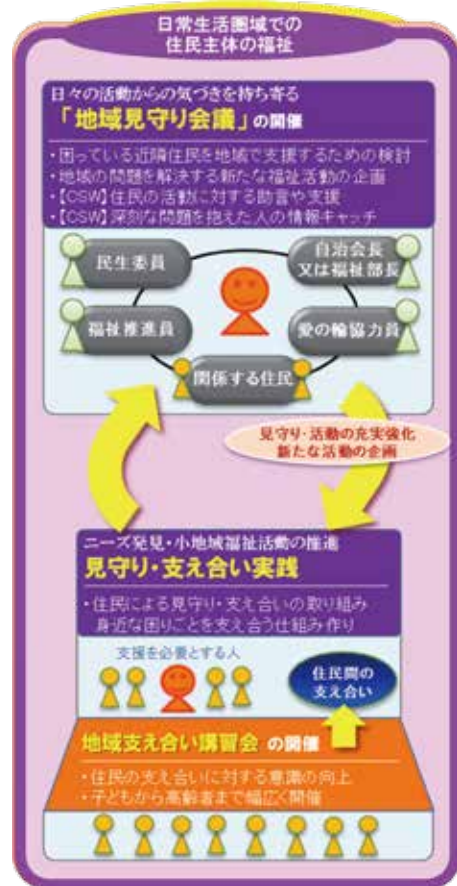 日常生活圏域での
住民主体の福祉
日々の活動からの気づきを持ち寄る
「地域見守り会議」の開催
・困っている近隣住民を地域で支援するための検討
・地域の問題を解決する新たな福祉活動の企画
・【CSW】住民の活動に対する助言や支援
・【CSW】深刻な問題を抱えた人の情報キャッチ
民生委員
自治会長
又は福祉部長
福祉推進員
愛の輪協力員
関係する住民
見守り・活動の充実強化
新たな活動の企画
ニーズ発見・小地域福祉活動の推進
見守り・支え合い実践
・住民による見守り・支え合いの取り組み
身近な困りごとを支え合う仕組み作り
支援を必要とする人
住民間の
支え合い
地域支え合い講習会 の開催
・住民の支え合いに対する意識の向上
・子どもから高齢者まで幅広く開催